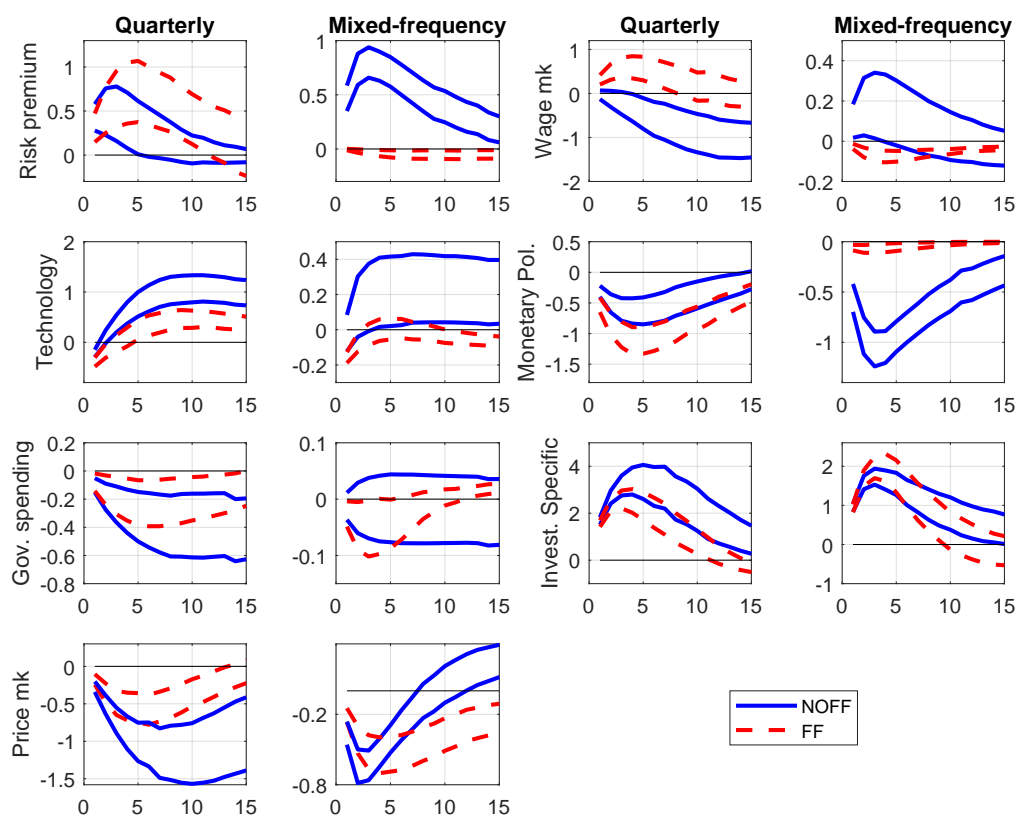 Quarterly Mixed-frequency Quarterly Mixed-frequency
Risk premium
1
0.5
0
0 5 10 15
1
0.5
0
0 5 10 15
Wage mk
1
0
-1
-2
0 5 10 15
0.4
0.2
0
-0.2
0 5 10 15
Technology
2
1
0
0 5 10 15
0.4
0.2
0
-0.2
0 5 10 15
Monetary Pol.
0.5
0
-0.5
-1
-1.5
0 5 10 15
0
-0.5
-1
0 5 10 15
Gov. spending
0.2
0
-0.2
-0.4
-0.6
-0.8
0 5 10 15
0.1
0
-0.1
0 5 10 15
Invest. Specific
4
2
0
0 5 10 15
2
1
0
-1
0 5 10 15
Price mk
0
-0.5
-1
-1.5
0 5 10 15
-0.2
-0.8
0 5 10 15
NOFF
FF